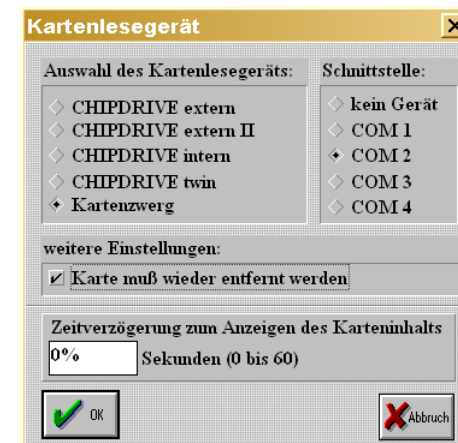 Kartenlesegerät
Auswahl des Kartenlesegeräts:
CHIPDRIVE extern
CHIPDRIVE extern II
CHIPDRIVE intern
CHIPDRIVE twin
Kartenzwerg
Schnittstelle:
kein Gerät
COM 1
COM 2
COM 3
COM 4
weitere Einstellungen:
Karte muß wieder entfernt werden
Zeitverzögerung zum Anzeigen des Karteninhalts
0% Sekunden (0 bis 60)
OK Abbruch